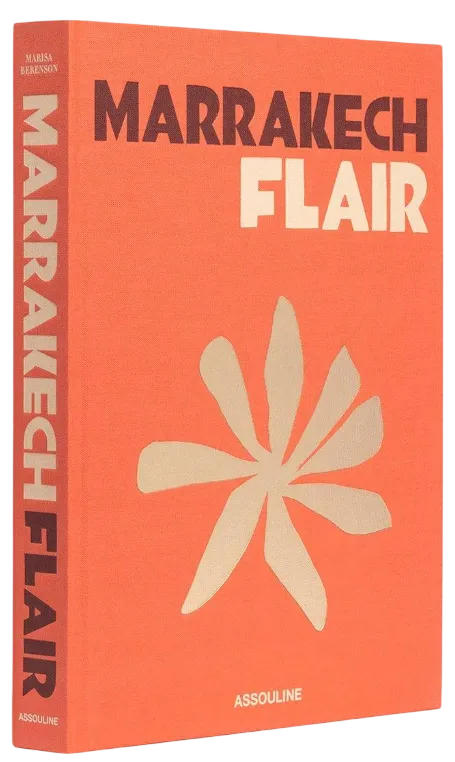 MARISA
BERENSON
MARRAKECH FLAIR
ASSOULINE
MARRAKECH
FLAIR
ASSOULINE